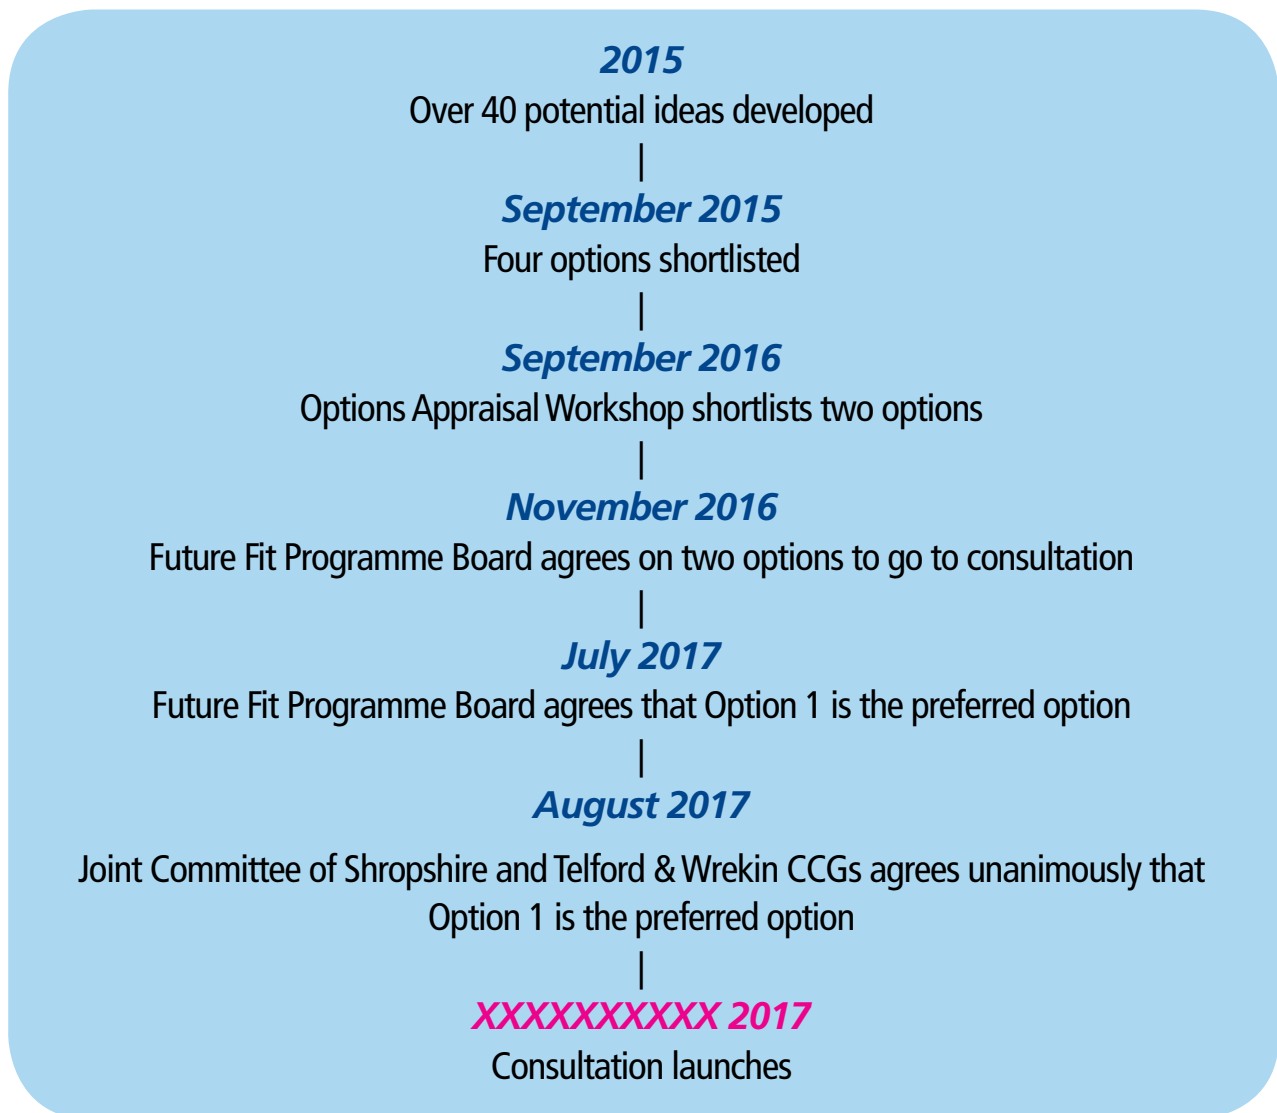 2015
Over 40 potential ideas developed
September 2015
Four options shortlisted
September 2016
Options Appraisal Workshop shortlists two options
November 2016
Future Fit Programme Board agrees on two options to go to consultation
July 2017
Future Fit Programme Board agrees that Option 1 is the preferred option
August 2017
Joint Committee of Shropshire and Telford & Wrekin CCGs agrees unanimously that
Option 1 is the preferred option
XXXXXXXXXX 2017
Consultation launches